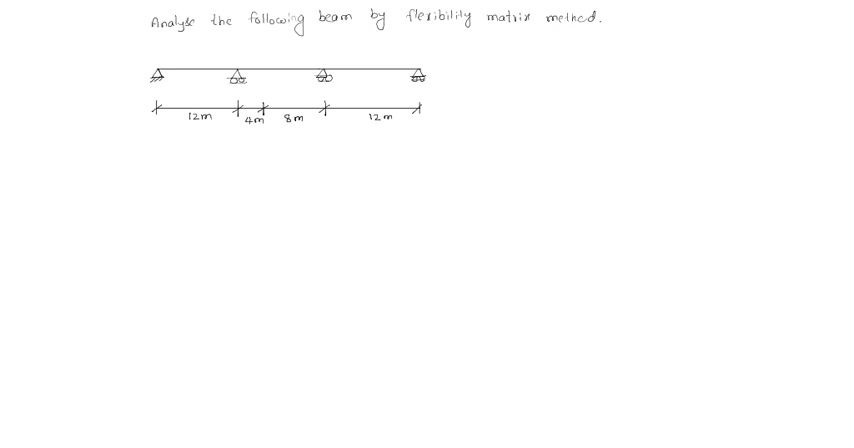 Analyse the following beam by flexibility matrix method.
12m 4m 8m 12m